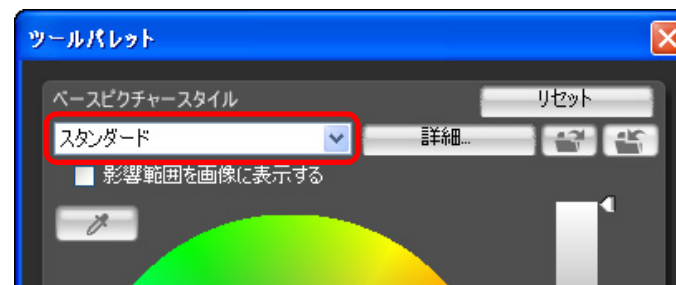 ツールパレット
ベースピクチャースタイル
リセット
スタンダード
詳細...
影響範囲を画像に表示する